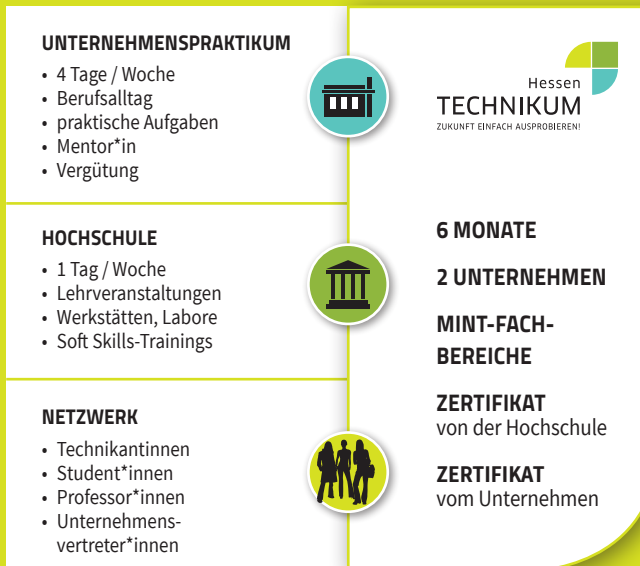 UNTERNEHMENSPRAKTIKUM
• 4 Tage / Woche
• Berufsalltag
• praktische Aufgaben
• Mentor*in
• Vergütung
HOCHSCHULE
• 1 Tag / Woche
• Lehrveranstaltungen
• Werkstätten, Labore
• Soft Skills-Trainings
NETZWERK
• Technikantinnen
• Student*innen
• Professor*innen
• Unternehmens-
vertreter*innen
Hessen
TECHNIKUM
ZUKUNFT EINFACH AUSPROBIEREN!
6 MONATE
2 UNTERNEHMEN
MINT-FACH-
BEREICHE
ZERTIFIKAT
von der Hochschule
ZERTIFIKAT
vom Unternehmen